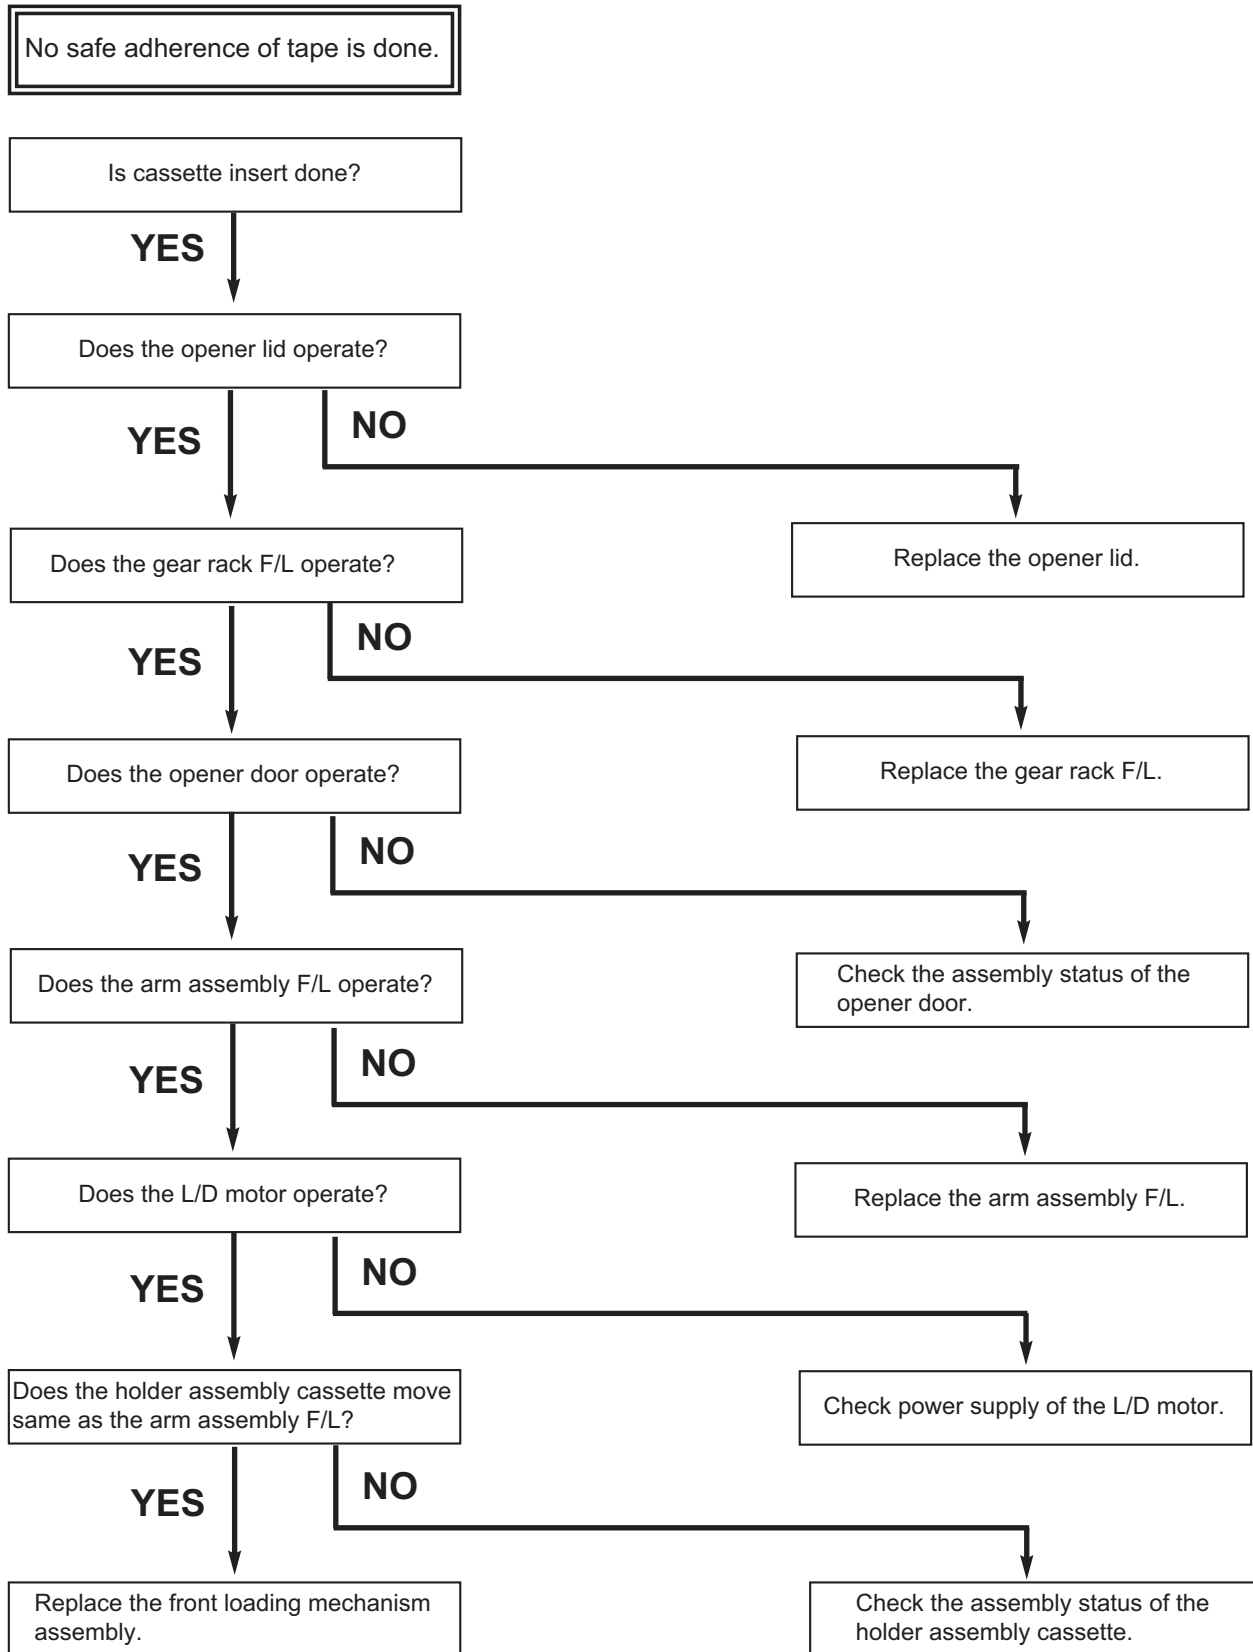 No safe adherence of tape is done.
Is cassette insert done?
YES
Does the opener lid operate?
YES
NO
Does the gear rack F/L operate?
Replace the opener lid.
YES
NO
Does the opener door operate?
Replace the gear rack F/L.
YES
NO
Does the arm assembly F/L operate?
Check the assembly status of the
opener door.
YES
NO
Does the L/D motor operate?
Replace the arm assembly F/L.
YES
NO
Does the holder assembly cassette move
same as the arm assembly F/L?
Check power supply of the L/D motor.
YES
NO
Replace the front loading mechanism
assembly.
Check the assembly status of the
holder assembly cassette.